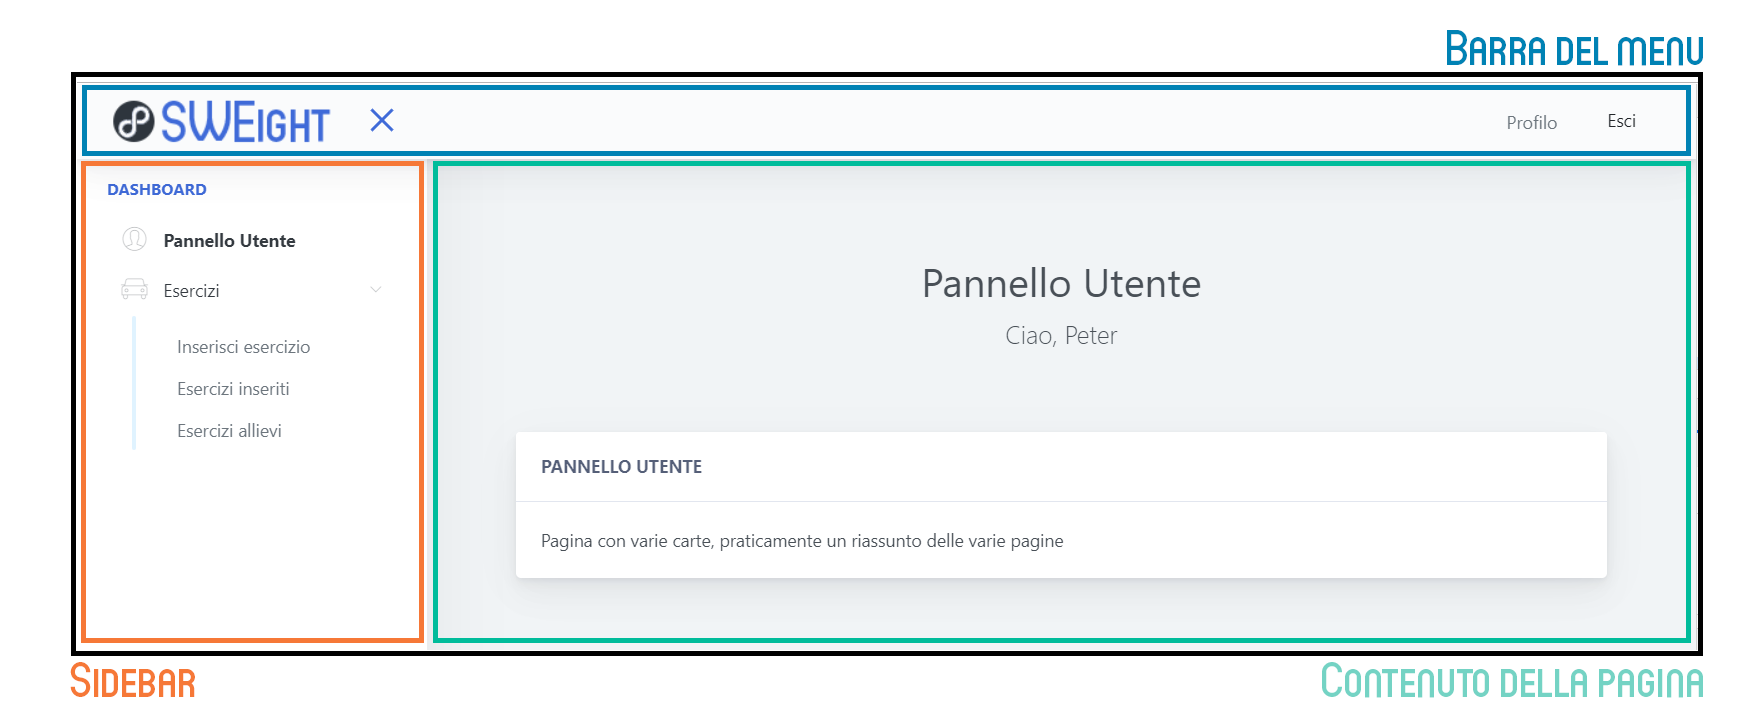 Barra del menu
SWEight
Profilo
Esci
DASHBOARD
Pannello Utente
Esercizi
Inserisci esercizio
Esercizi inseriti
Esercizi allievi
Pannello Utente
Ciao, Peter
PANNELLO UTENTE
Pagina con varie carte, praticamente un riassunto delle varie pagine
Sidebar
Contenuto della pagina